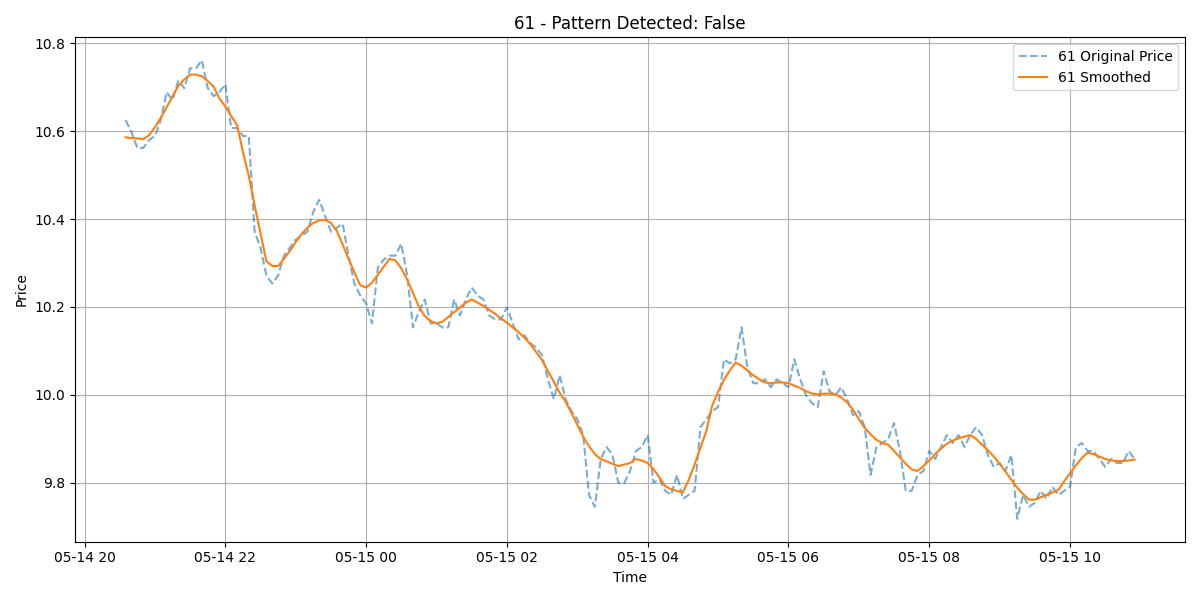 61 - Pattern Detected: False
61 Original Price
61 Smoothed
Price
10.8
10.6
10.4
10.2
10.0
9.8
05-14 20
05-14 22
05-15 00
05-15 02
05-15 04
05-15 06
05-15 08
05-15 10
Time